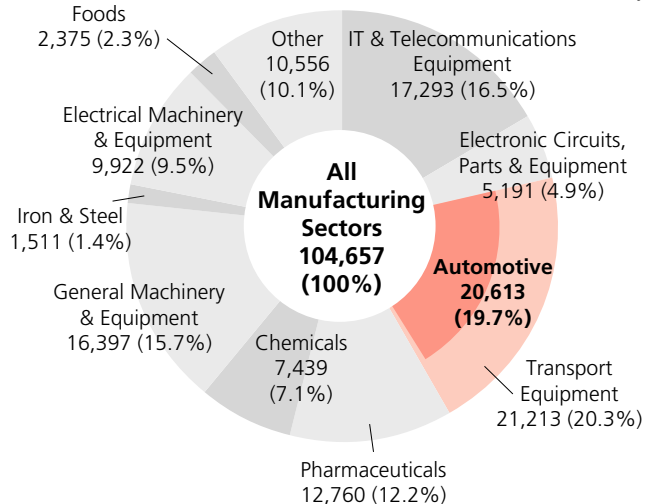 Foods
2,375 (2.3%)
Other
10,556
(10.1%)
IT & Telecommunications
Equipment
17,293 (16.5%)
Electrical Machinery
& Equipment
9,922 (9.5%)
Electronic Circuits,
Parts & Equipment
5,191 (4.9%)
All
Manufacturing
Sectors
104,657
(100%)
Iron & Steel
1,511 (1.4%)
Automotive
20,613
(19.7%)
General Machinery
& Equipment
16,397 (15.7%)
Chemicals
7,439
(7.1%)
Transport
Equipment
21,213 (20.3%)
Pharmaceuticals
12,760 (12.2%)